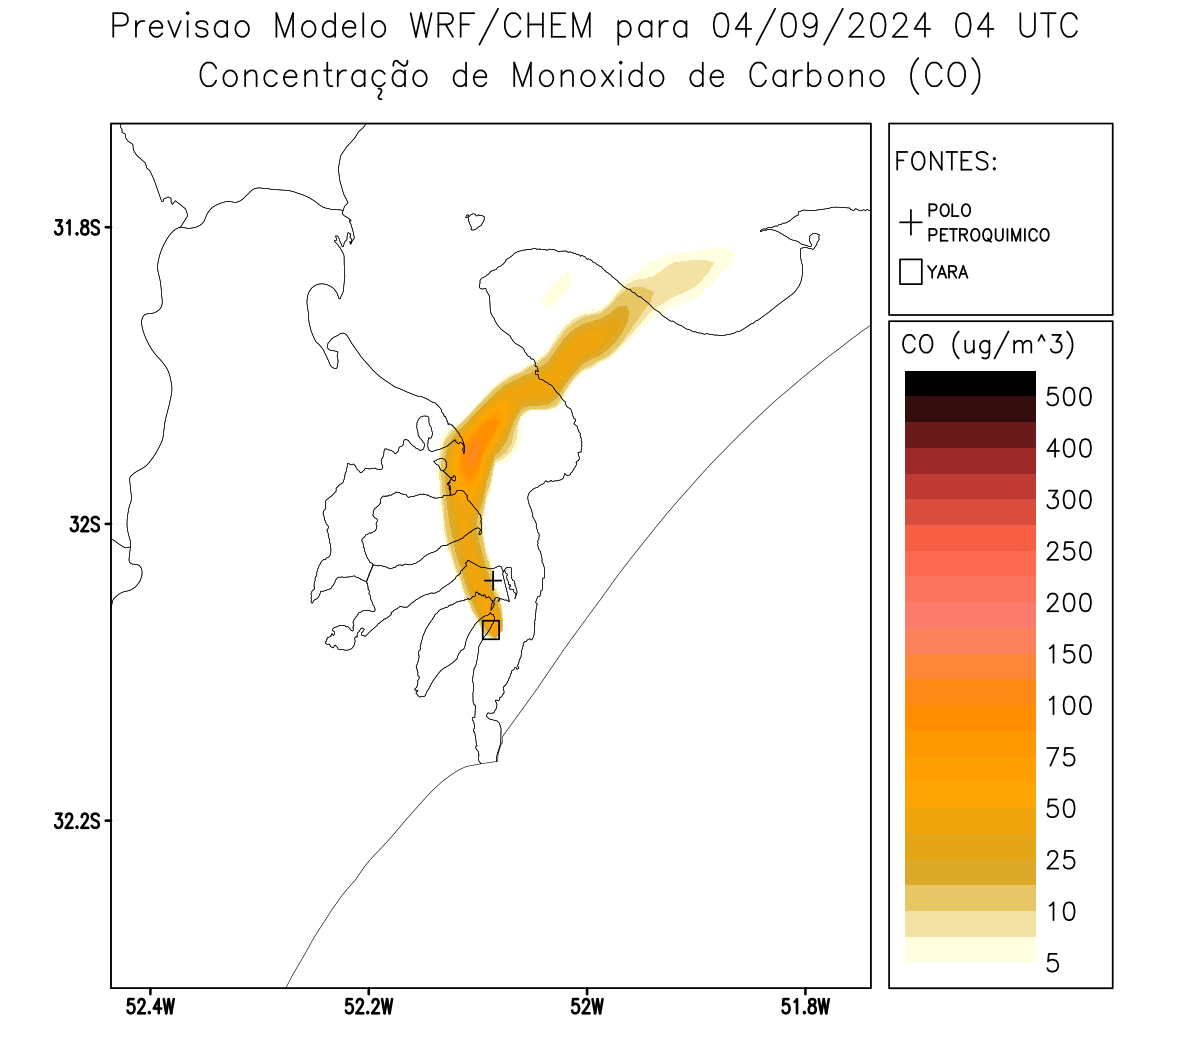 Previsao Modelo WRF/CHEM para 04/09/2024 04 UTC
Concentração de Monoxido de Carbono (CO)
FONTES:
POLO
PETROQUIMICO
YARA
31.8S
32S
32.2S
52.4W
52.2W
52W
51.8W
CO (ug/m^3)
500
400
300
250
200
150
100
75
50
25
10
5